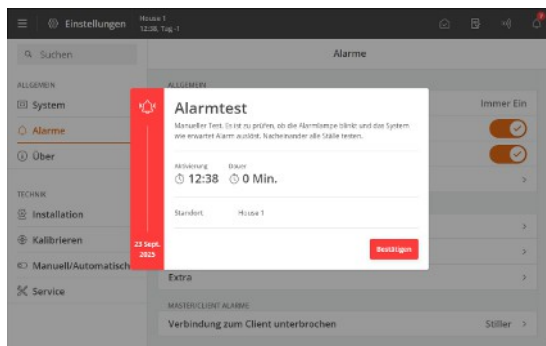 Einstellungen
House 1
12:38, Tag -1
Suchen
Alarme
ALLGEMEIN
System
Alarme
Über
TECHNIK
Installation
Kalibrieren
Manuell/Automatisch
Service
ALLGEMEIN
Immer Ein
Alarmtest
Manueller Test. Es ist zu prüfen, ob die Alarmlampe blinkt und das System
wie erwartet Alarm auslöst. Nacheinander alle Ställe testen.
Aktivierung
Dauer
12:38
0 Min.
Standort
House 1
23 Sept.
2025
Bestätigen
Extra
MASTER/CLIENT ALARME
Verbindung zum Client unterbrochen
Stiller